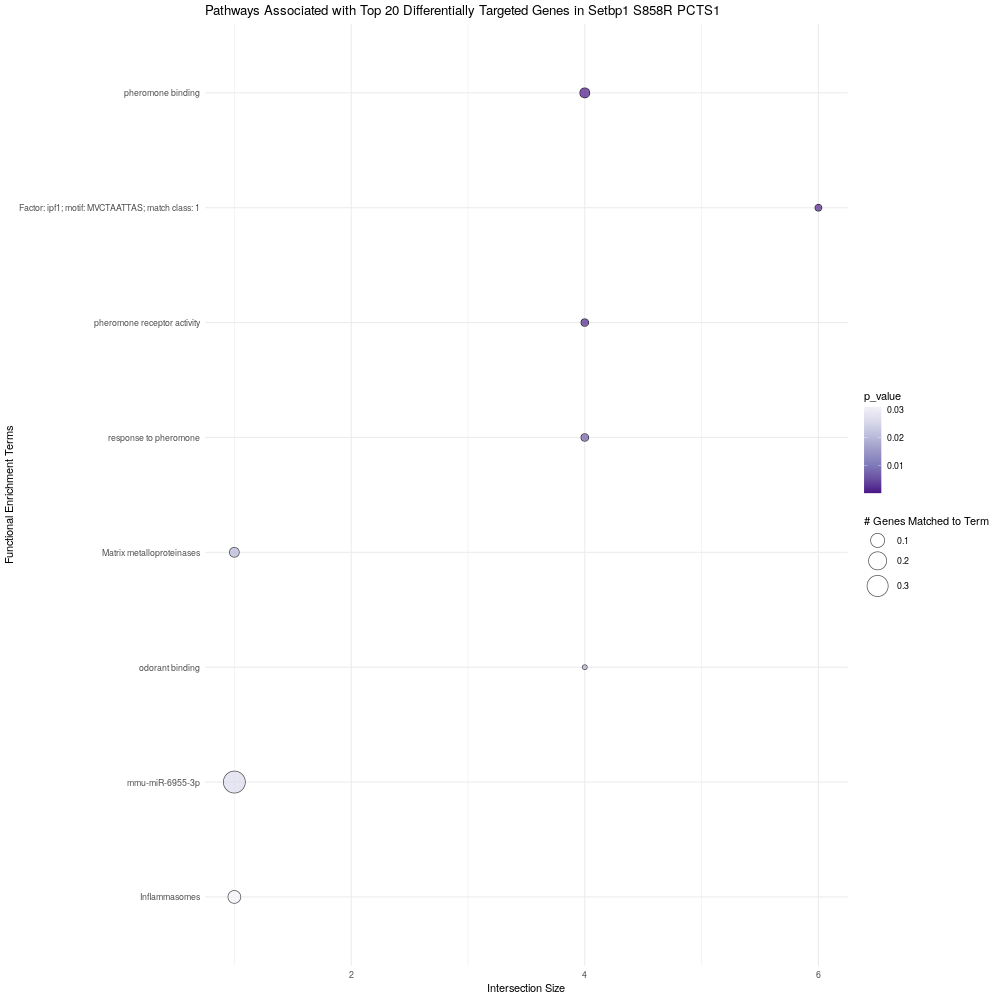 Pathways Associated with Top 20 Differentially Targeted Genes in Setbp1 S858R PCTS1
Functional Enrichment Terms
pheromone binding
Factor: ipf1; motif: MVCTAATTAS; match class: 1
pheromone receptor activity
response to pheromone
Matrix metalloproteinases
odorant binding
mmu-miR-6955-3p
Inflammasomes
2
4
6
Intersection Size
p_value
0.03
0.02
0.01
# Genes Matched to Term
0.1
0.2
0.3